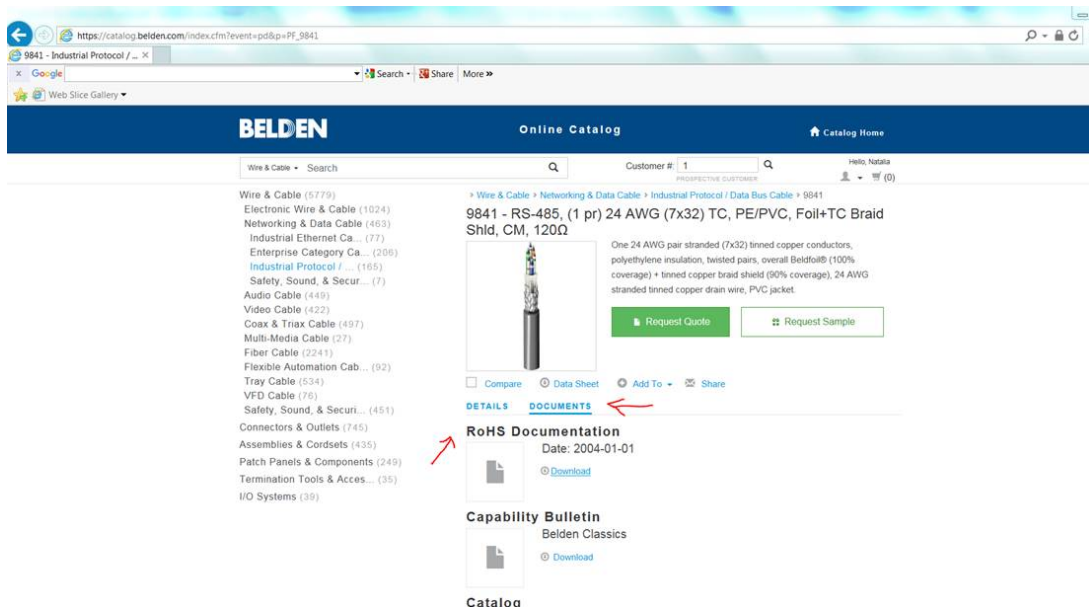 https://catalog.belden.com/index.cfm?event=pd&p=PF_9841
9841 - Industrial Protocol / ... ×
x Google Search Share More »
Web Slice Gallery
BELDEN Online Catalog Catalog Home
Wire & Cable Search Customer #: 1 Hello, Natalia
PROSPECTIVE CUSTOMER (0)
Wire & Cable (5779)
Electronic Wire & Cable (1024)
Networking & Data Cable (463)
Industrial Ethernet Ca... (77)
Enterprise Category Ca... (206)
Industrial Protocol / ... (165)
Safety, Sound, & Secur... (7)
Audio Cable (449)
Video Cable (422)
Coax & Triax Cable (497)
Multi-Media Cable (27)
Fiber Cable (2241)
Flexible Automation Cab... (92)
Tray Cable (534)
VFD Cable (76)
Safety, Sound, & Securi... (451)
Connectors & Outlets (745)
Assemblies & Cordsets (435)
Patch Panels & Components (249)
Termination Tools & Acces... (35)
I/O Systems (39)
› Wire & Cable › Networking & Data Cable › Industrial Protocol / Data Bus Cable › 9841
9841 - RS-485, (1 pr) 24 AWG (7x32) TC, PE/PVC, Foil+TC Braid
Shld, CM, 120Ω
One 24 AWG pair stranded (7x32) tinned copper conductors,
polyethylene insulation, twisted pairs, overall Beldfoil® (100%
coverage) + tinned copper braid shield (90% coverage), 24 AWG
stranded tinned copper drain wire, PVC jacket.
Request Quote Request Sample
Compare Data Sheet Add To Share
DETAILS DOCUMENTS
RoHS Documentation
Date: 2004-01-01
Download
Capability Bulletin
Belden Classics
Download
Catalog